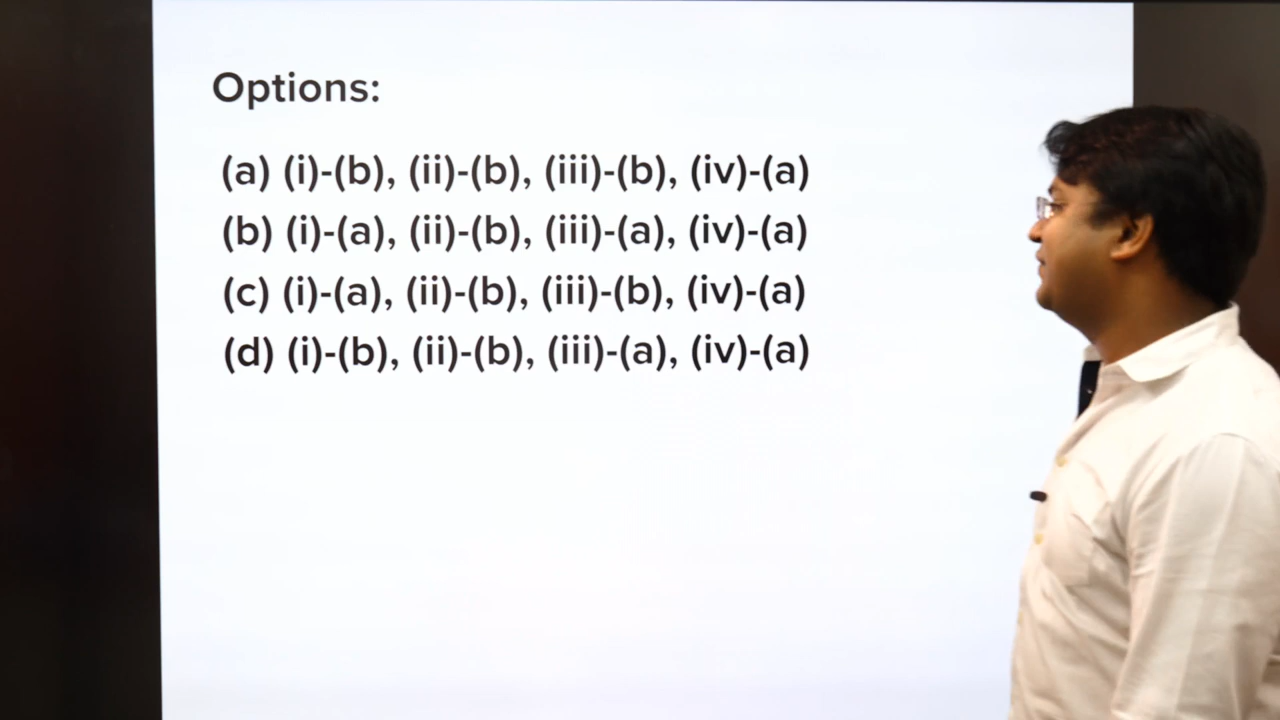 Options:
(a) (i)-(b), (ii)-(b), (iii)-(b), (iv)-(a)
(b) (i)-(a), (ii)-(b), (iii)-(a), (iv)-(a)
(c) (i)-(a), (ii)-(b), (iii)-(b), (iv)-(a)
(d) (i)-(b), (ii)-(b), (iii)-(a), (iv)-(a)